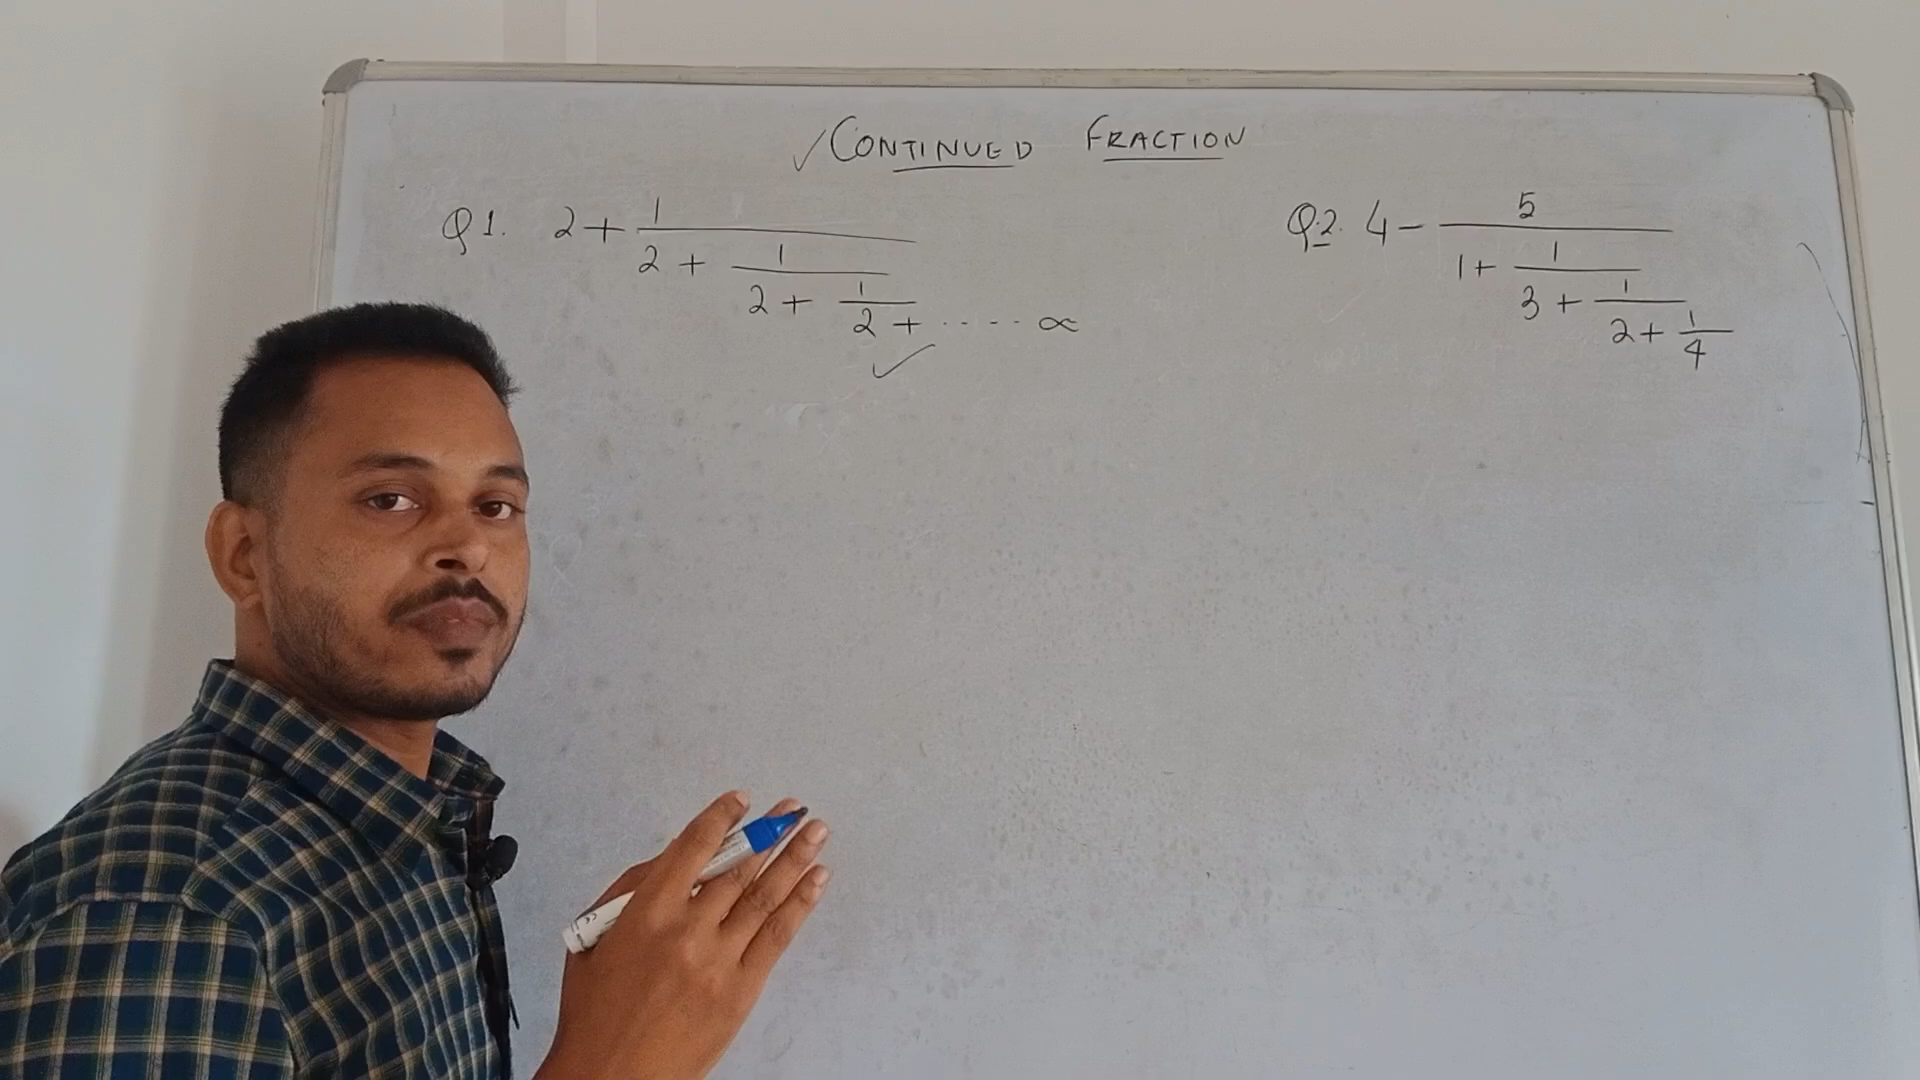 ✓CONTINUED FRACTION
Q1. 2 + 1
2 + 1
2 + 1
2 + ..... ∝
✓
Q.2. 4 - 5
1 + 1
3 + 1
2 + 1
4